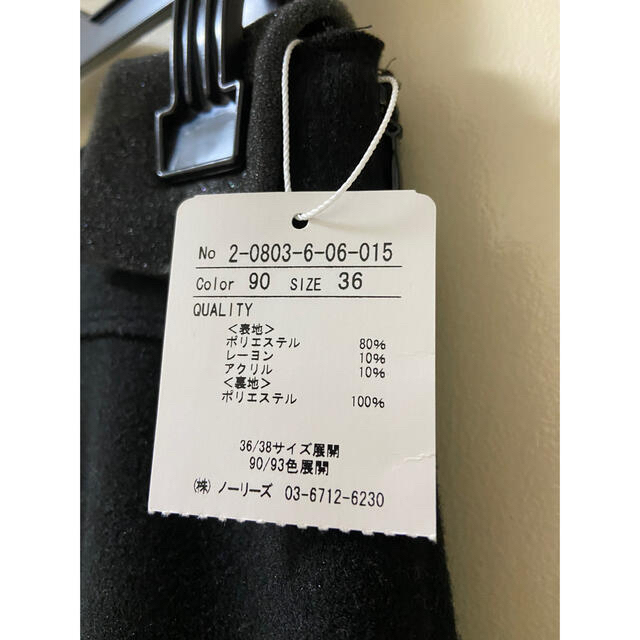 No 2-0803-6-06-015
Color 90 SIZE 36
QUALITY
<表地>
ポリエステル 80%
レーヨン 10%
アクリル 10%
<裏地>
ポリエステル 100%
36/38サイズ展開
90/93色展開
㈱ ノーリーズ 03-6712-6230